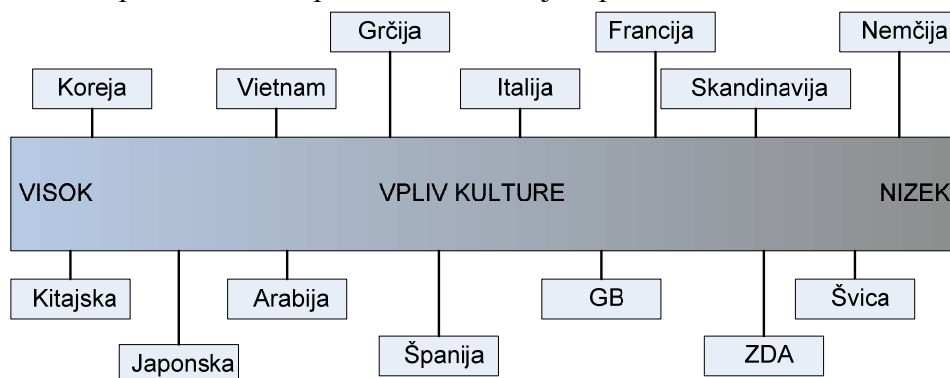 Grčija
Francija
Nemčija
Koreja
Vietnam
Italija
Skandinavija
VISOK
VPLIV KULTURE
NIZEK
Kitajska
Arabija
GB
Švica
Japonska
Španija
ZDA